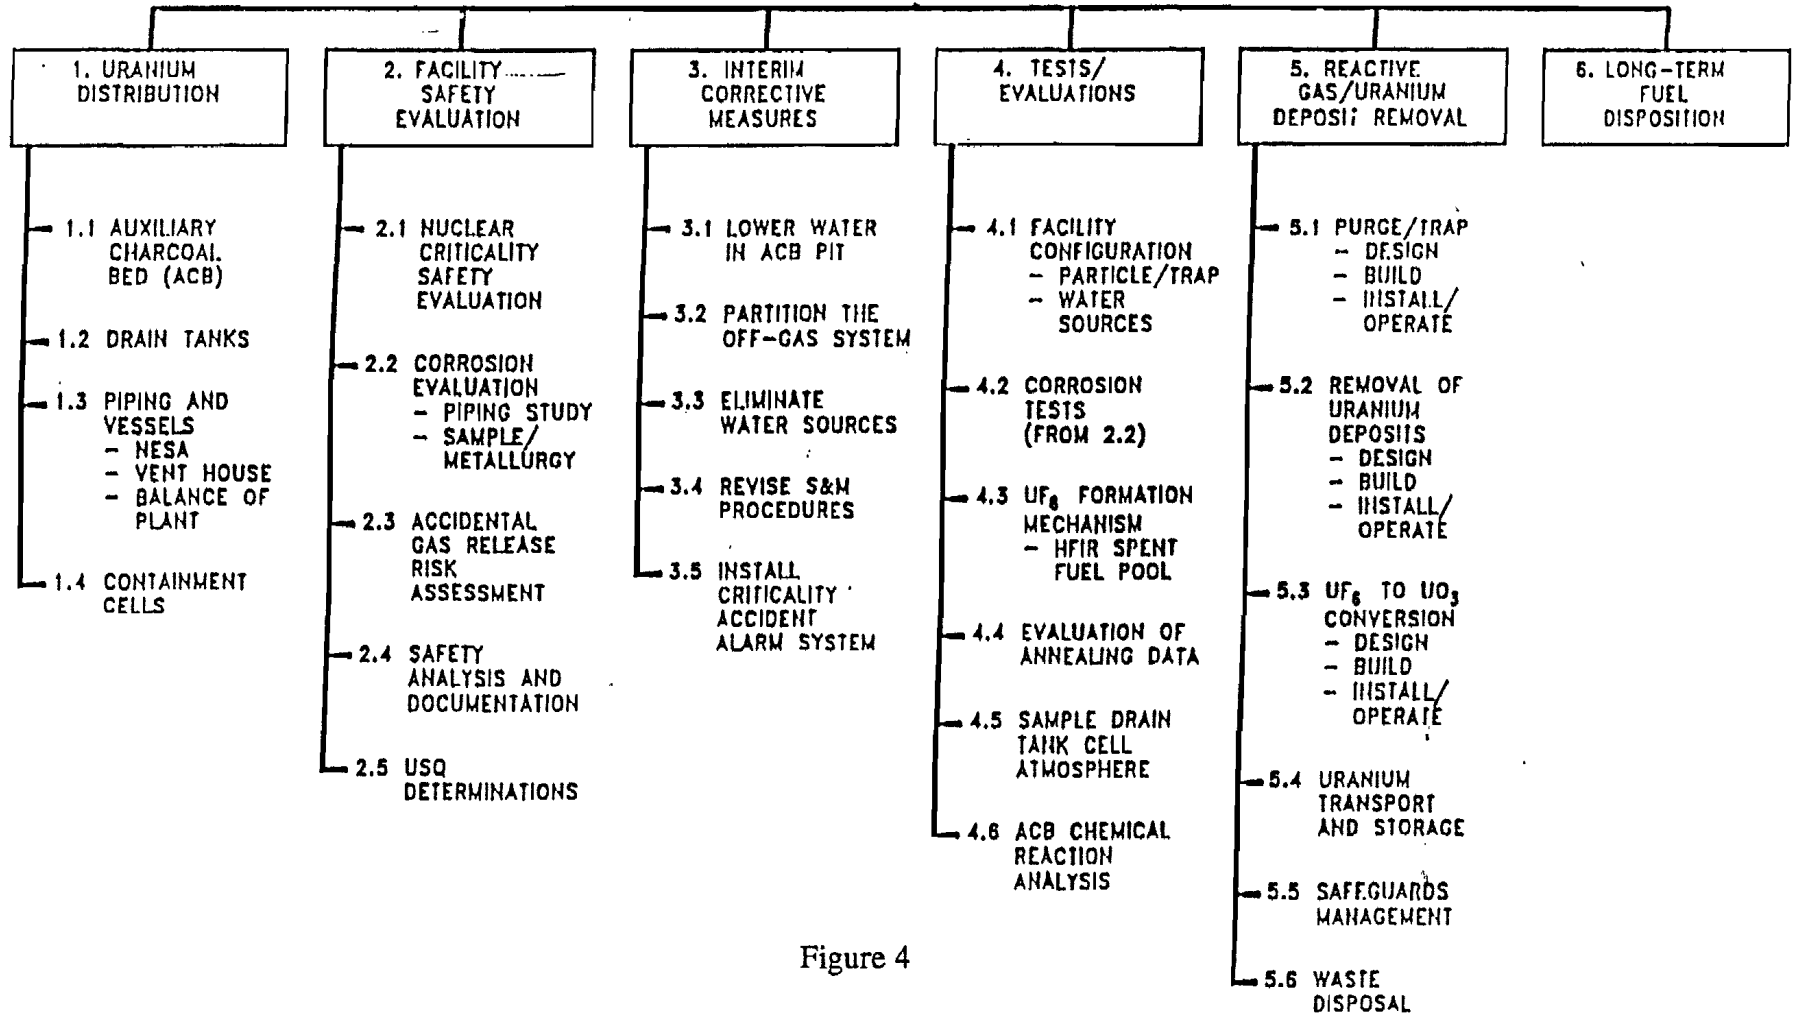 1. URANIUM
DISTRIBUTION
1.1 AUXILIARY
CHARCOAL
BED (ACB)
1.2 DRAIN TANKS
1.3 PIPING AND
VESSELS
- NESA
- VENT HOUSE
- BALANCE OF
PLANT
1.4 CONTAINMENT
CELLS
2. FACILITY
SAFETY
EVALUATION
2.1 NUCLEAR
CRITICALITY
SAFETY
EVALUATION
2.2 CORROSION
EVALUATION
- PIPING STUDY
- SAMPLE/
METALLURGY
2.3 ACCIDENTAL
GAS RELEASE
RISK
ASSESSMENT
2.4 SAFETY
ANALYSIS AND
DOCUMENTATION
2.5 USQ
DETERMINATIONS
3. INTERIM
CORRECTIVE
MEASURES
3.1 LOWER WATER
IN ACB PIT
3.2 PARTITION THE
OFF-GAS SYSTEM
3.3 ELIMINATE
WATER SOURCES
3.4 REVISE S&M
PROCEDURES
3.5 INSTALL
CRITICALITY
ACCIDENT
ALARM SYSTEM
4. TESTS/
EVALUATIONS
4.1 FACILITY
CONFIGURATION
- PARTICLE/TRAP
- WATER
SOURCES
4.2 CORROSION
TESTS
(FROM 2.2)
4.3 UF₆ FORMATION
MECHANISM
- HFIR SPENT
FUEL POOL
4.4 EVALUATION OF
ANNEALING DATA
4.5 SAMPLE DRAIN
TANK CELL
ATMOSPHERE
4.6 ACB CHEMICAL
REACTION
ANALYSIS
5. REACTIVE
GAS/URANIUM
DEPOSIT REMOVAL
5.1 PURGE/TRAP
- DESIGN
- BUILD
- INSTALL/
OPERATE
5.2 REMOVAL OF
URANIUM
DEPOSITS
- DESIGN
- BUILD
- INSTALL/
OPERATE
5.3 UF₆ TO UO₃
CONVERSION
- DESIGN
- BUILD
- INSTALL/
OPERATE
5.4 URANIUM
TRANSPORT
AND STORAGE
5.5 SAFEGUARDS
MANAGEMENT
5.6 WASTE
DISPOSAL
6. LONG-TERM
FUEL
DISPOSITION
Figure 4